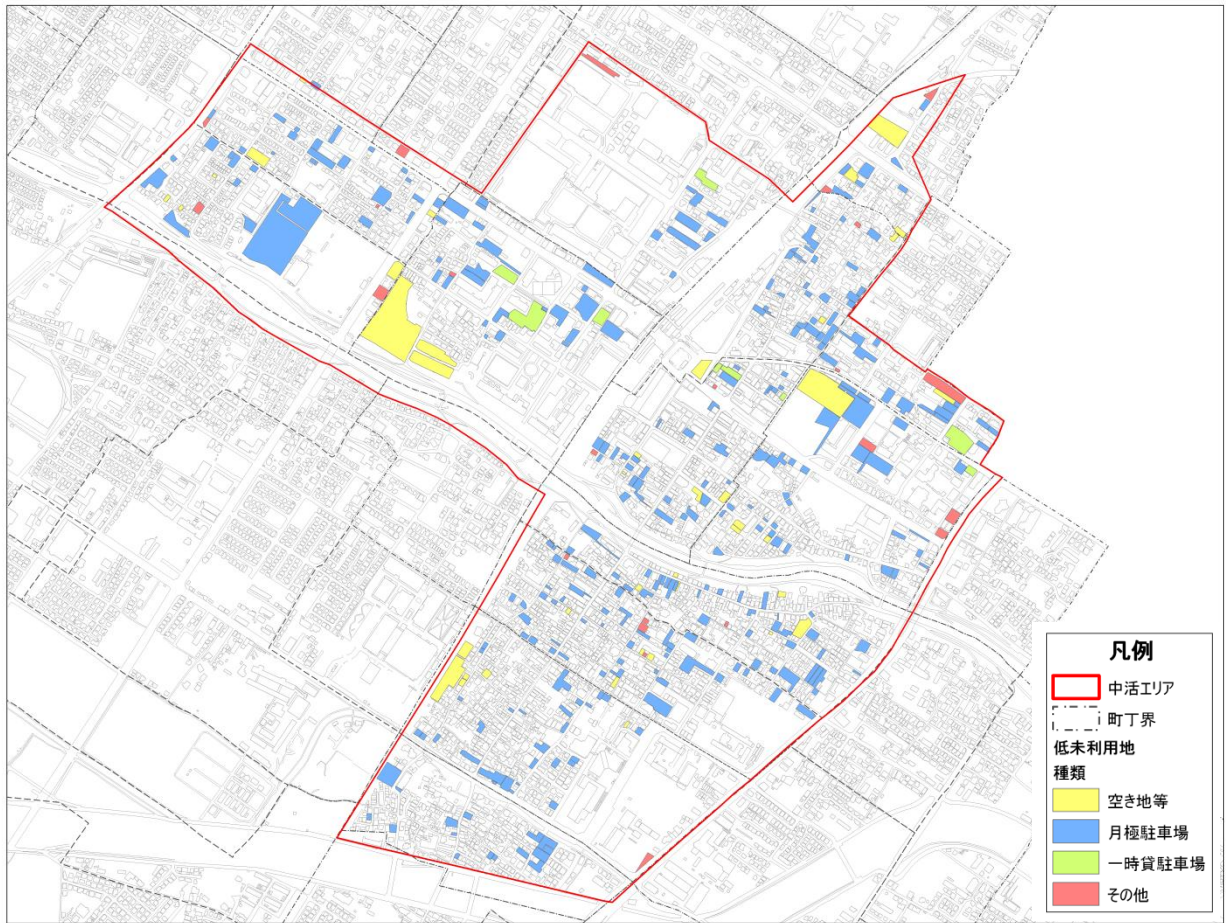 凡例
中活エリア
町丁界
低未利用地
種類
空き地等
月極駐車場
一時貸駐車場
その他